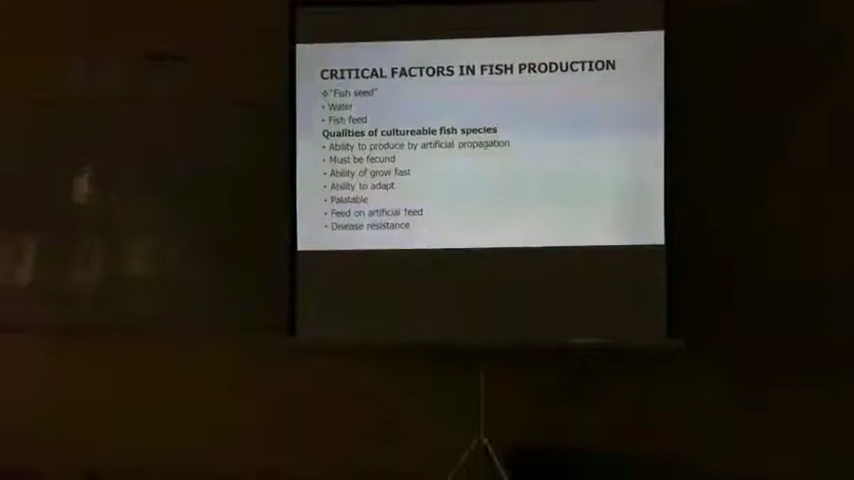 CRITICAL FACTORS IN FISH PRODUCTION
❖"Fish seed"
• Water
• Fish feed
Qualities of cultureable fish species
• Ability to produce by artificial propagation
• Must be fecund
• Ability of grow fast
• Ability to adapt
• Palatable
• Feed on artificial feed
• Disease resistance